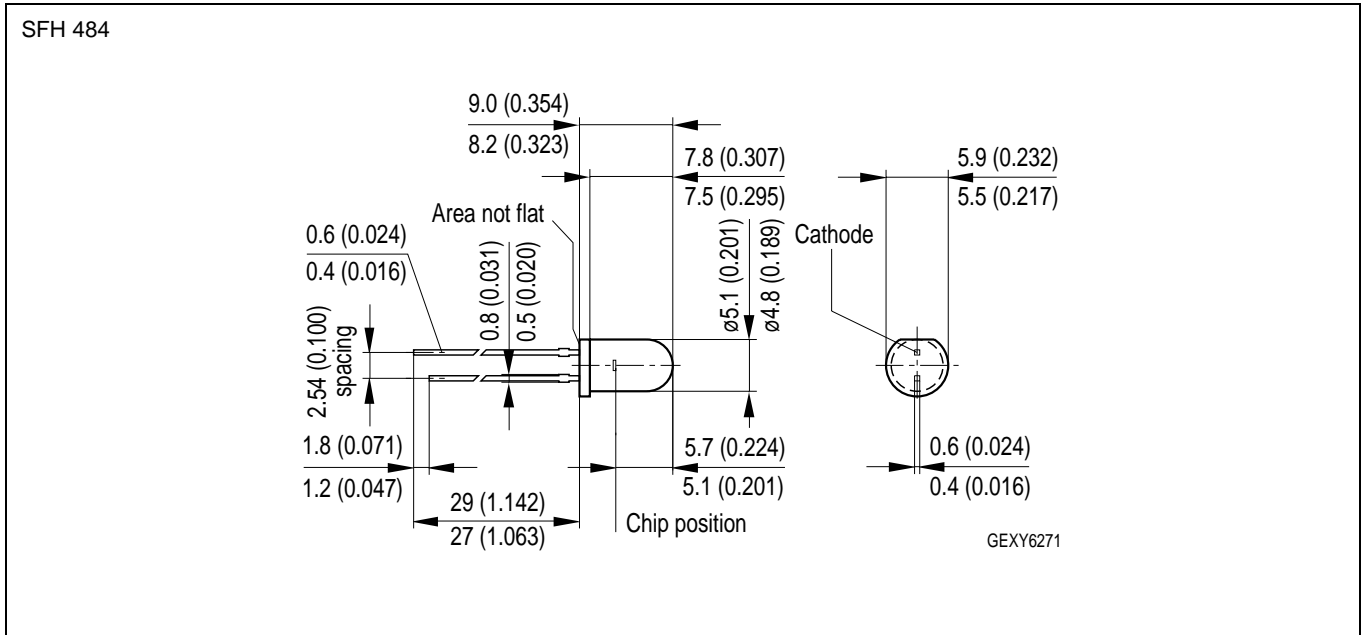 SFH 484
9.0 (0.354)
8.2 (0.323)
7.8 (0.307)
7.5 (0.295)
5.9 (0.232)
5.5 (0.217)
Area not flat
Cathode
0.6 (0.024)
0.4 (0.016)
0.8 (0.031)
0.5 (0.020)
ø5.1 (0.201)
ø4.8 (0.189)
2.54 (0.100)
spacing
1.8 (0.071)
1.2 (0.047)
5.7 (0.224)
5.1 (0.201)
0.6 (0.024)
0.4 (0.016)
29 (1.142)
27 (1.063)
Chip position
GEXY6271